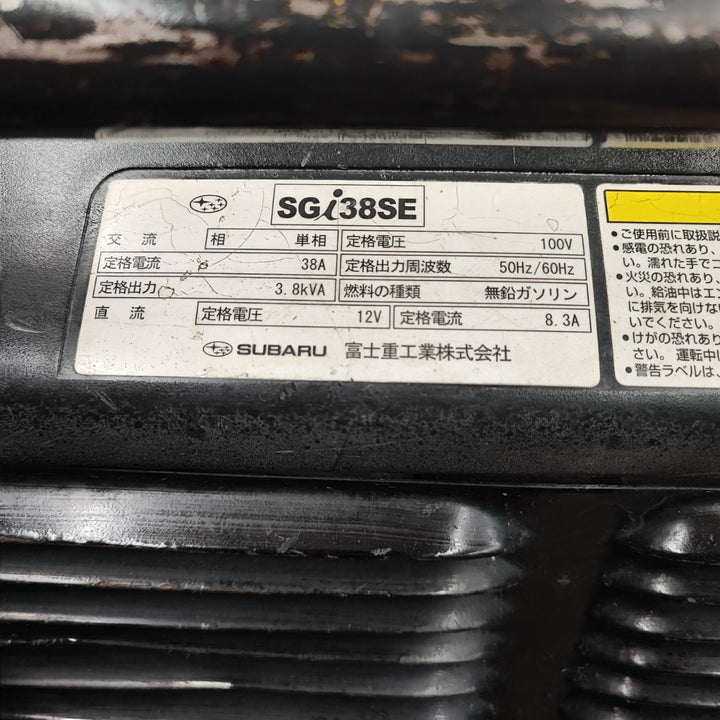 SGi38SE
交流 相 単相 定格電圧 100V
定格電流 38A 定格出力周波数 50Hz/60Hz
定格出力 3.8kVA 燃料の種類 無鉛ガソリン
直流 定格電圧 12V 定格電流 8.3A
SUBARU 富士重工業株式会社
•ご使用前に取扱説
•感電の恐れあり、
い。濡れた手で
•火災の恐れあり、
い。給油中はエン
に排気を向けない
いでください。
•けがの恐れあり
さい。運転中に
•警告ラベルは、